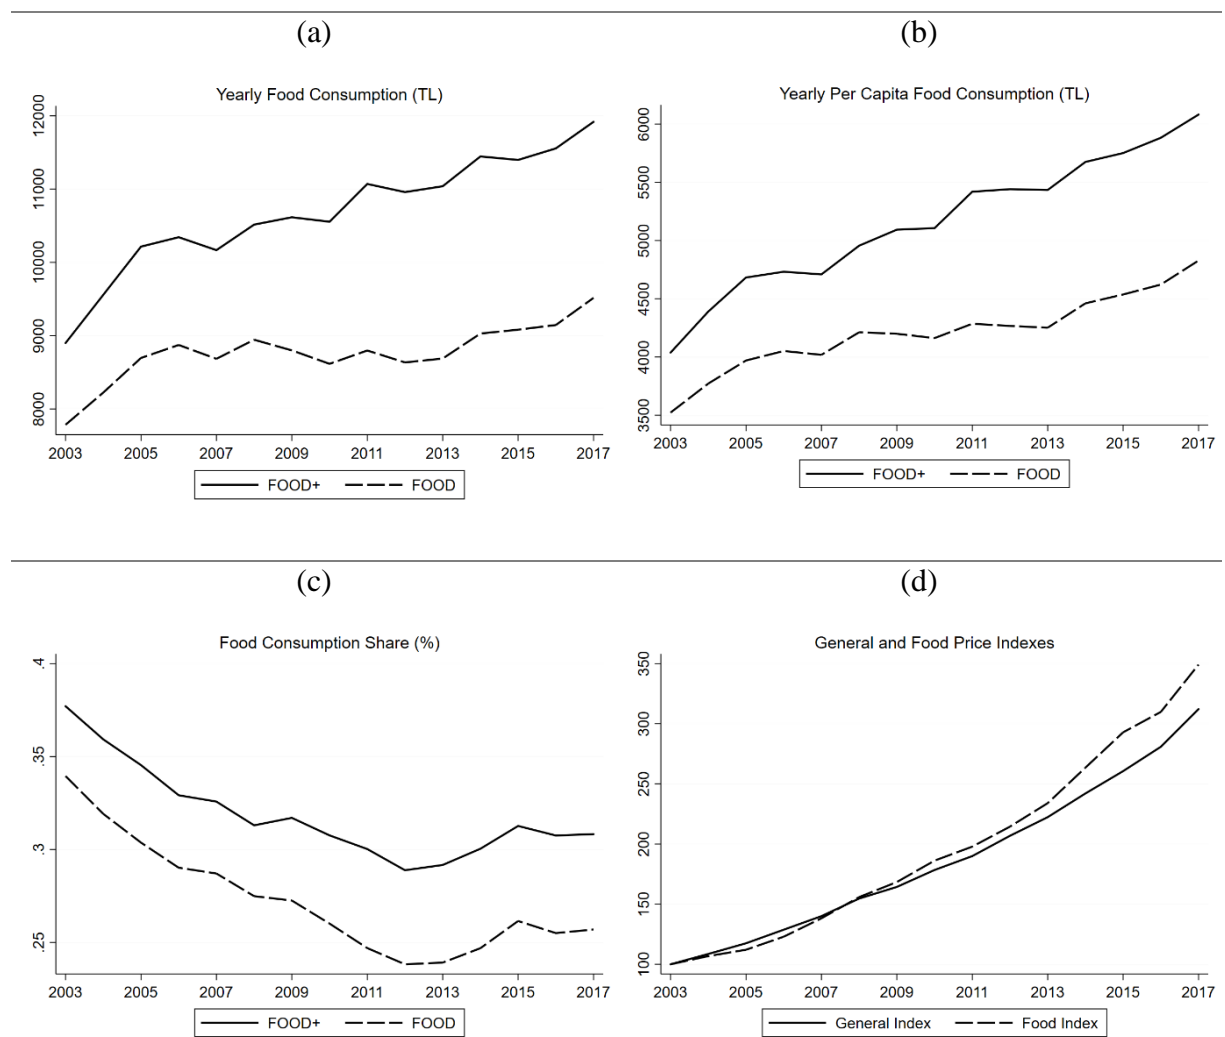 (a)
Yearly Food Consumption (TL)
12000
11000
10000
9000
8000
2003 2005 2007 2009 2011 2013 2015 2017
FOOD+ FOOD
(b)
Yearly Per Capita Food Consumption (TL)
6000
5500
5000
4500
4000
3500
2003 2005 2007 2009 2011 2013 2015 2017
FOOD+ FOOD
(c)
Food Consumption Share (%)
.4
.35
.3
.25
2003 2005 2007 2009 2011 2013 2015 2017
FOOD+ FOOD
(d)
General and Food Price Indexes
350
300
250
200
150
100
2003 2005 2007 2009 2011 2013 2015 2017
General Index Food Index